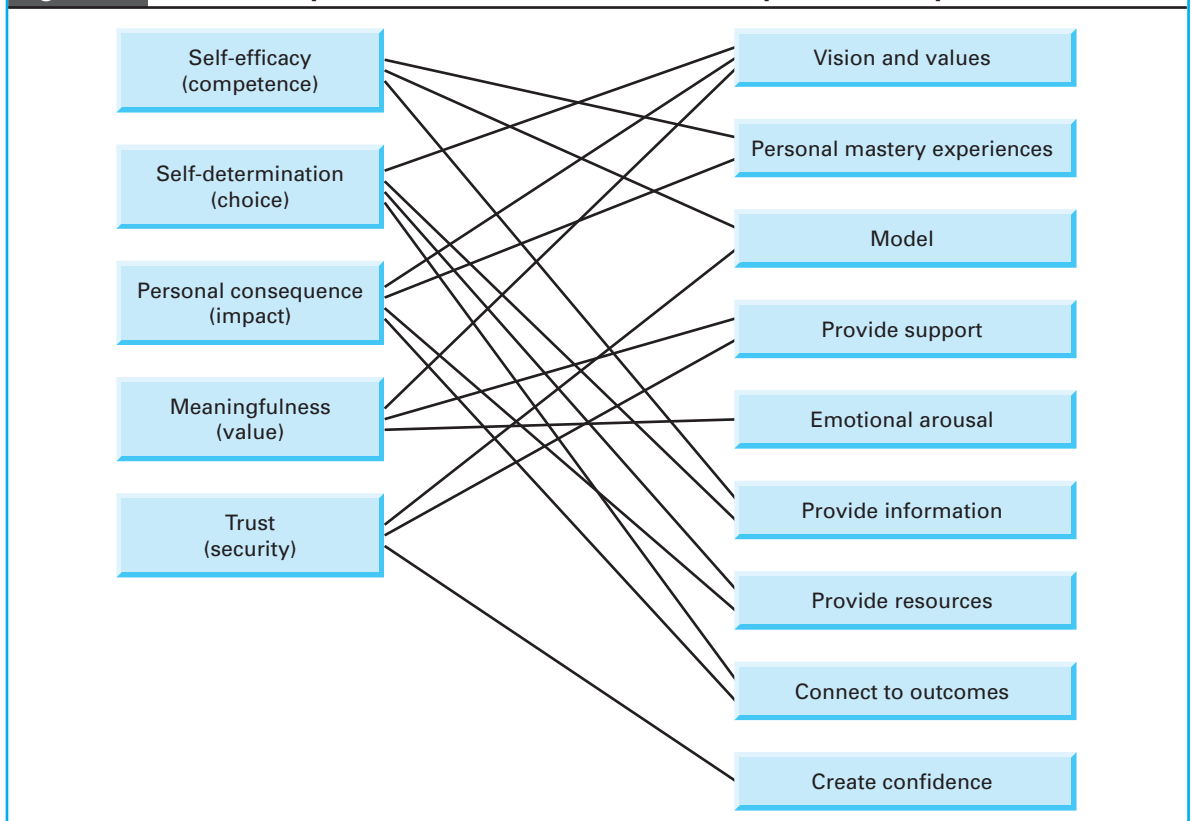 Self-efficacy
(competence)
Self-determination
(choice)
Personal consequence
(impact)
Meaningfulness
(value)
Trust
(security)
Vision and values
Personal mastery experiences
Model
Provide support
Emotional arousal
Provide information
Provide resources
Connect to outcomes
Create confidence